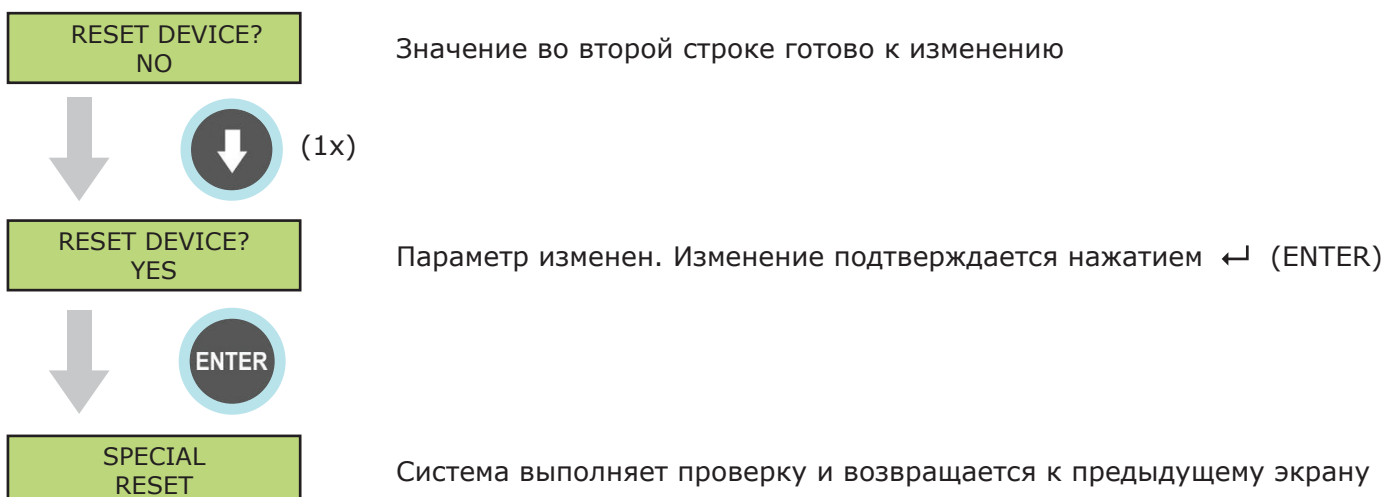 RESET DEVICE?
NO
Значение во второй строке готово к изменению
(1x)
RESET DEVICE?
YES
Параметр изменен. Изменение подтверждается нажатием ↵ (ENTER)
ENTER
SPECIAL
RESET
Система выполняет проверку и возвращается к предыдущему экрану